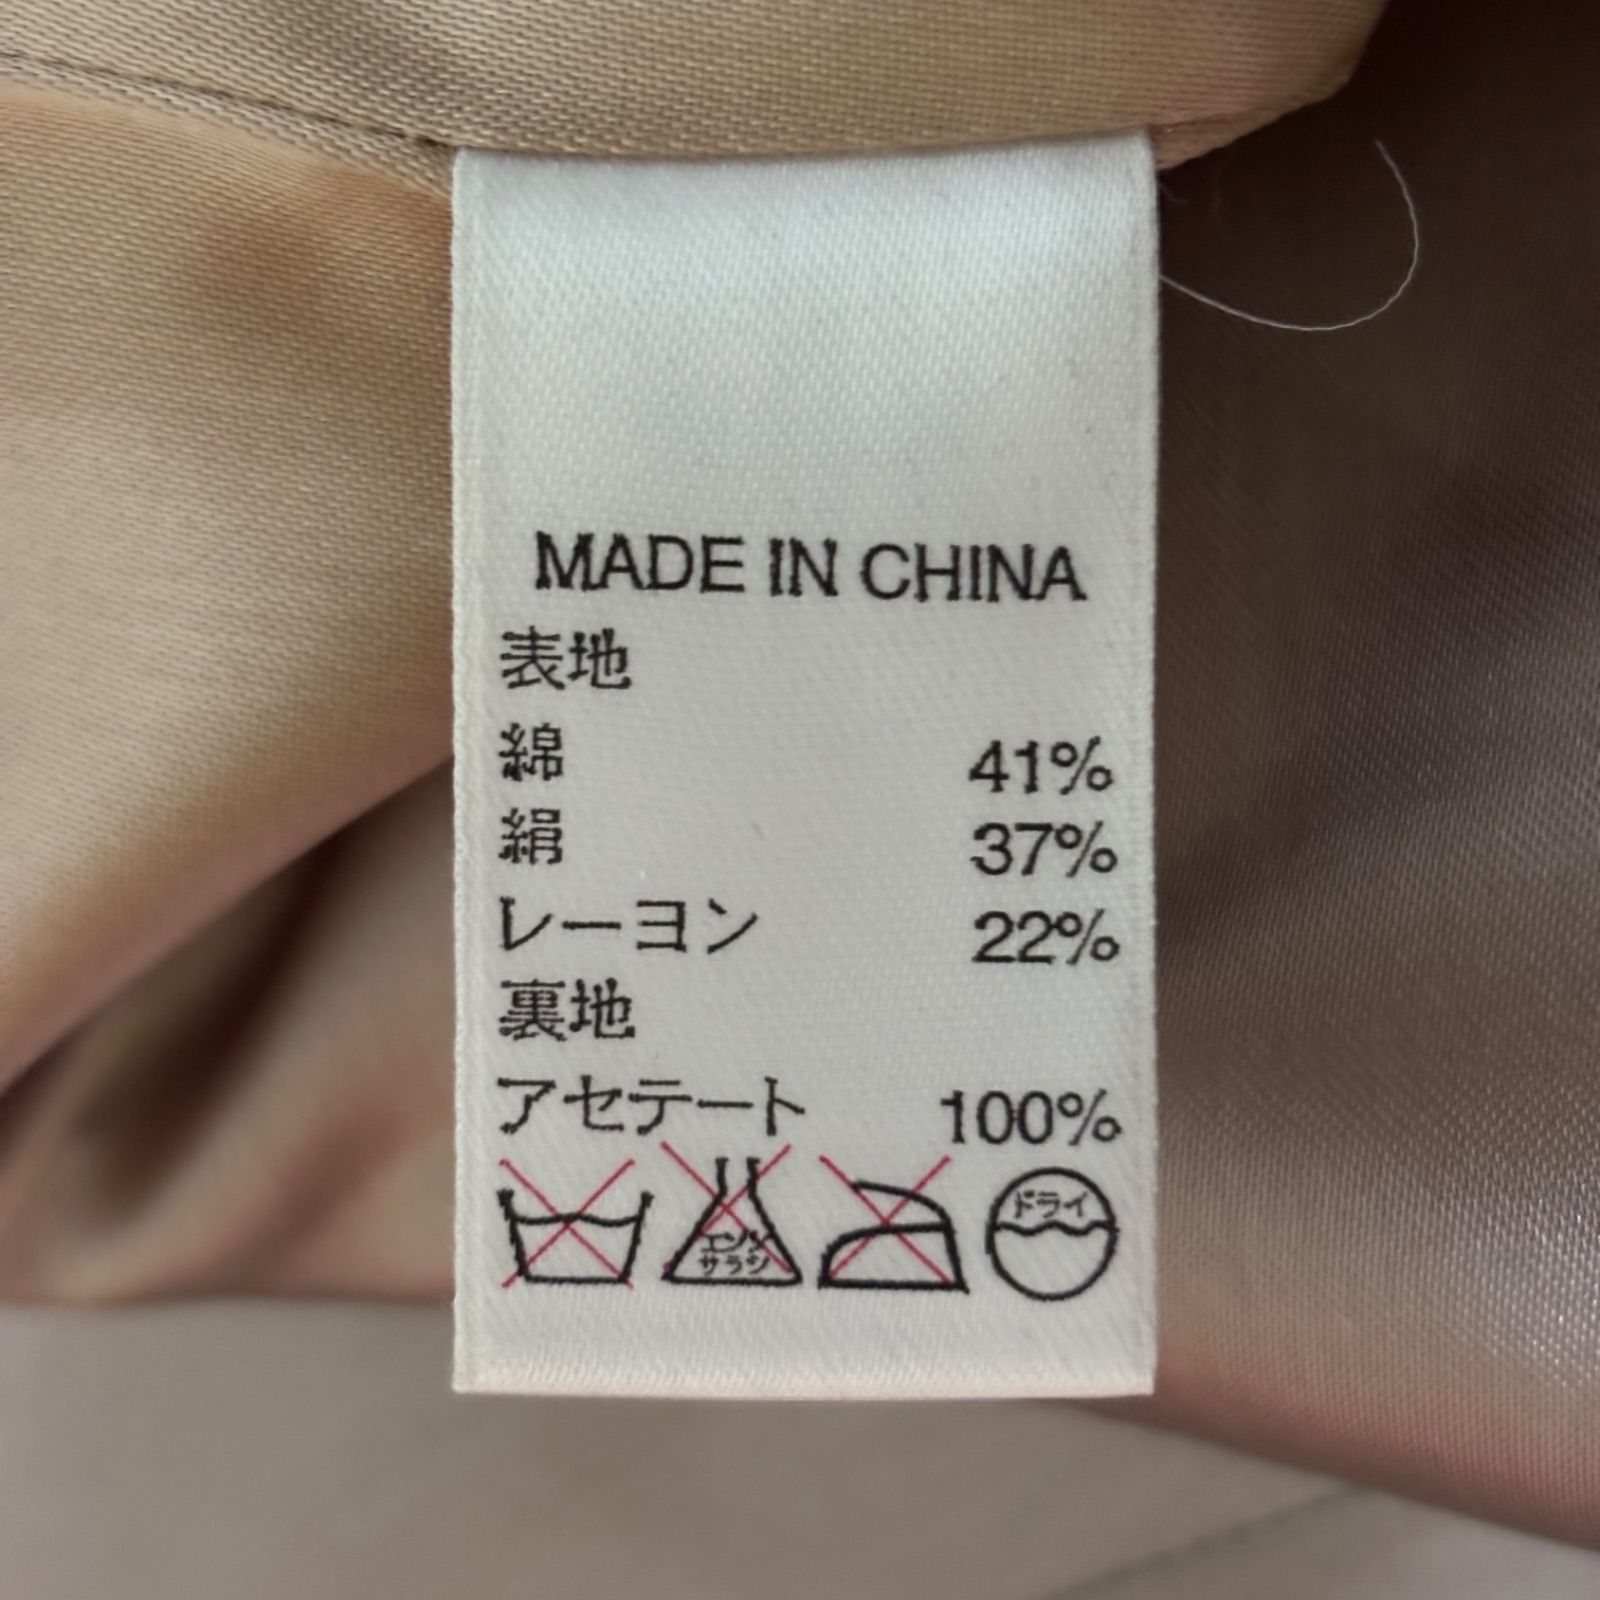 MADE IN CHINA
表地
綿 41%
絹 37%
レーヨン 22%
裏地
アセテート 100%
エンソ
サラシ
ドライ